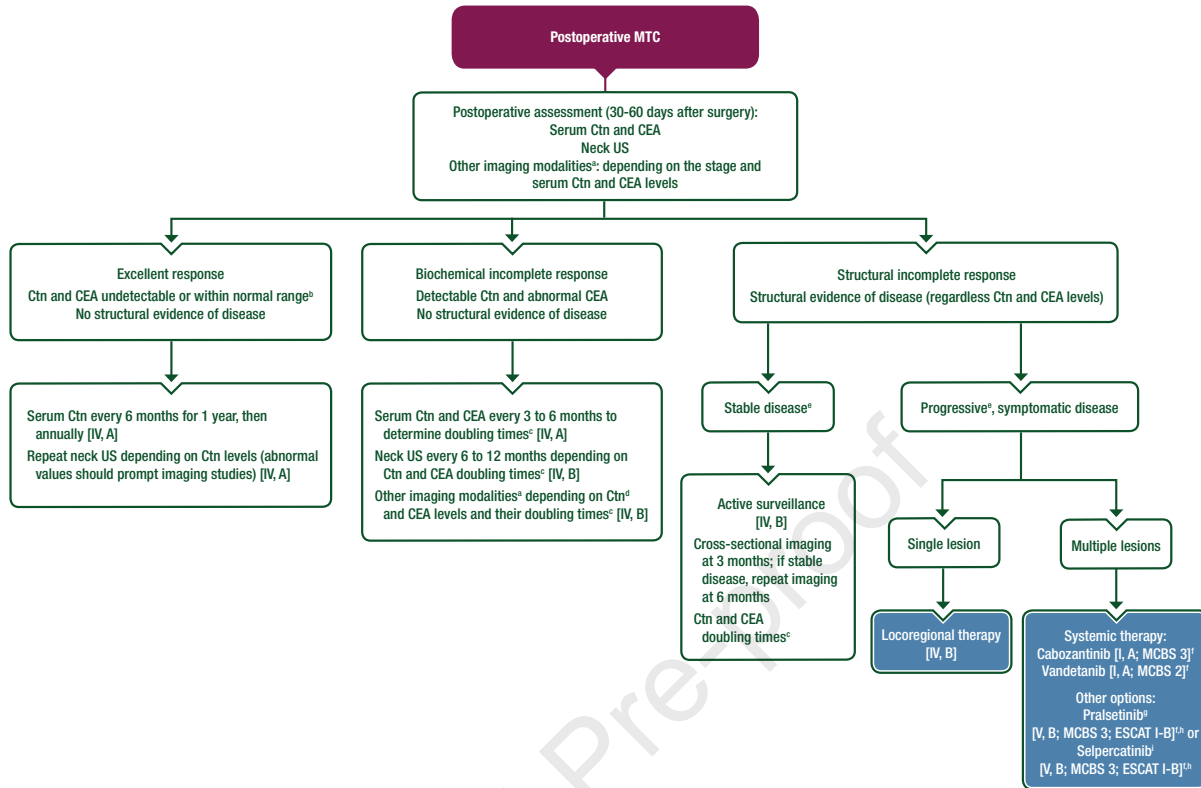 Postoperative MTC
Postoperative assessment (30-60 days after surgery):
Serum Ctn and CEA
Neck US
Other imaging modalitiesᵃ: depending on the stage and
serum Ctn and CEA levels
Excellent response
Ctn and CEA undetectable or within normal rangeᵇ
No structural evidence of disease
Biochemical incomplete response
Detectable Ctn and abnormal CEA
No structural evidence of disease
Structural incomplete response
Structural evidence of disease (regardless Ctn and CEA levels)
Serum Ctn every 6 months for 1 year, then
annually [IV, A]
Repeat neck US depending on Ctn levels (abnormal
values should prompt imaging studies) [IV, A]
Serum Ctn and CEA every 3 to 6 months to
determine doubling timesᶜ [IV, A]
Neck US every 6 to 12 months depending on
Ctn and CEA doubling timesᶜ [IV, B]
Other imaging modalitiesᵃ depending on Ctnᵈ
and CEA levels and their doubling timesᶜ [IV, B]
Stable diseaseᵉ
Progressiveᵉ, symptomatic disease
Active surveillance
[IV, B]
Cross-sectional imaging
at 3 months; if stable
disease, repeat imaging
at 6 months
Ctn and CEA
doubling timesᶜ
Single lesion
Multiple lesions
Locoregional therapy
[IV, B]
Systemic therapy:
Cabozantinib [I, A; MCBS 3]ᶠ
Vandetanib [I, A; MCBS 2]ᶠ
Other options:
Pralsetinibᵍ
[V, B; MCBS 3; ESCAT I-B]ᶠ,ʰ or
Selpercatinibⁱ
[V, B; MCBS 3; ESCAT I-B]ᶠ,ʰ
Pre-proof